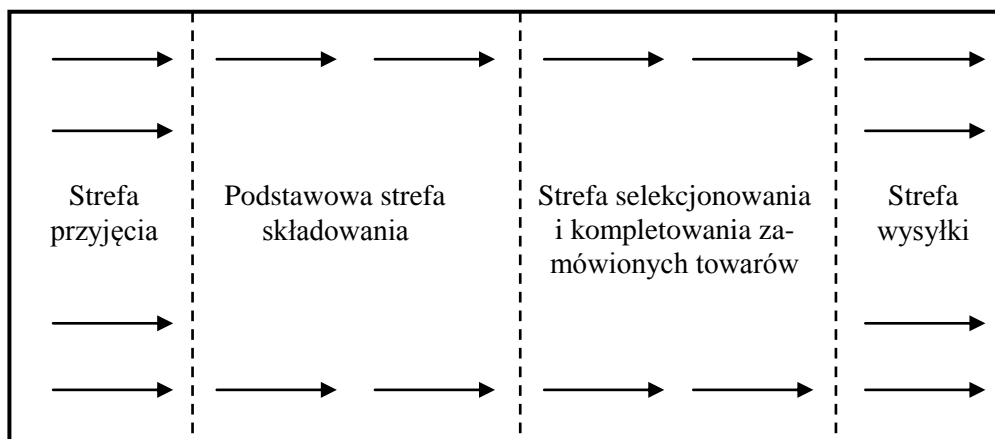 Strefa
przyjęcia
Podstawowa strefa
składowania
Strefa selekcjonowania
i kompletowania za-
mówionych towarów
Strefa
wysyłki